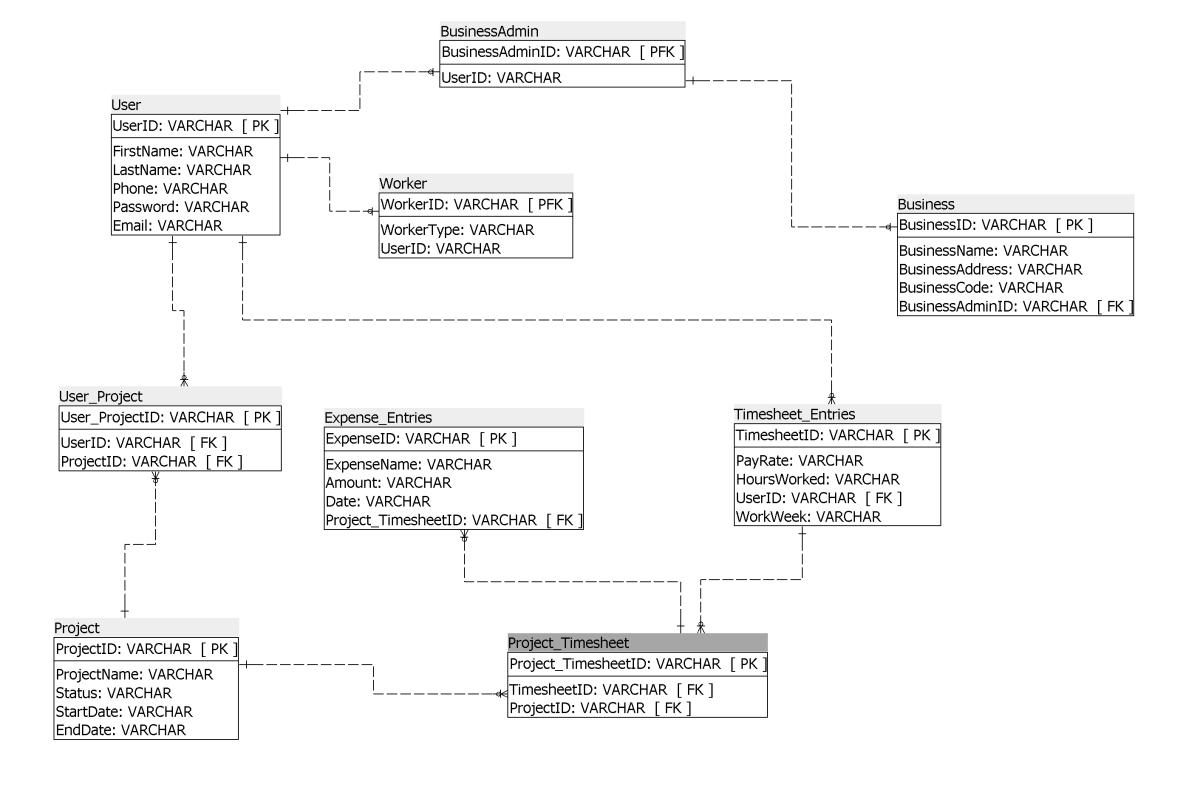 BusinessAdmin
BusinessAdminID: VARCHAR [ PFK ]
UserID: VARCHAR
User
UserID: VARCHAR [ PK ]
FirstName: VARCHAR
LastName: VARCHAR
Phone: VARCHAR
Password: VARCHAR
Email: VARCHAR
Worker
WorkerID: VARCHAR [ PFK ]
WorkerType: VARCHAR
UserID: VARCHAR
Business
BusinessID: VARCHAR [ PK ]
BusinessName: VARCHAR
BusinessAddress: VARCHAR
BusinessCode: VARCHAR
BusinessAdminID: VARCHAR [ FK ]
User_Project
User_ProjectID: VARCHAR [ PK ]
UserID: VARCHAR [ FK ]
ProjectID: VARCHAR [ FK ]
Expense_Entries
ExpenseID: VARCHAR [ PK ]
ExpenseName: VARCHAR
Amount: VARCHAR
Date: VARCHAR
Project_TimesheetID: VARCHAR [ FK ]
Timesheet_Entries
TimesheetID: VARCHAR [ PK ]
PayRate: VARCHAR
HoursWorked: VARCHAR
UserID: VARCHAR [ FK ]
WorkWeek: VARCHAR
Project
ProjectID: VARCHAR [ PK ]
ProjectName: VARCHAR
Status: VARCHAR
StartDate: VARCHAR
EndDate: VARCHAR
Project_Timesheet
Project_TimesheetID: VARCHAR [ PK ]
TimesheetID: VARCHAR [ FK ]
ProjectID: VARCHAR [ FK ]